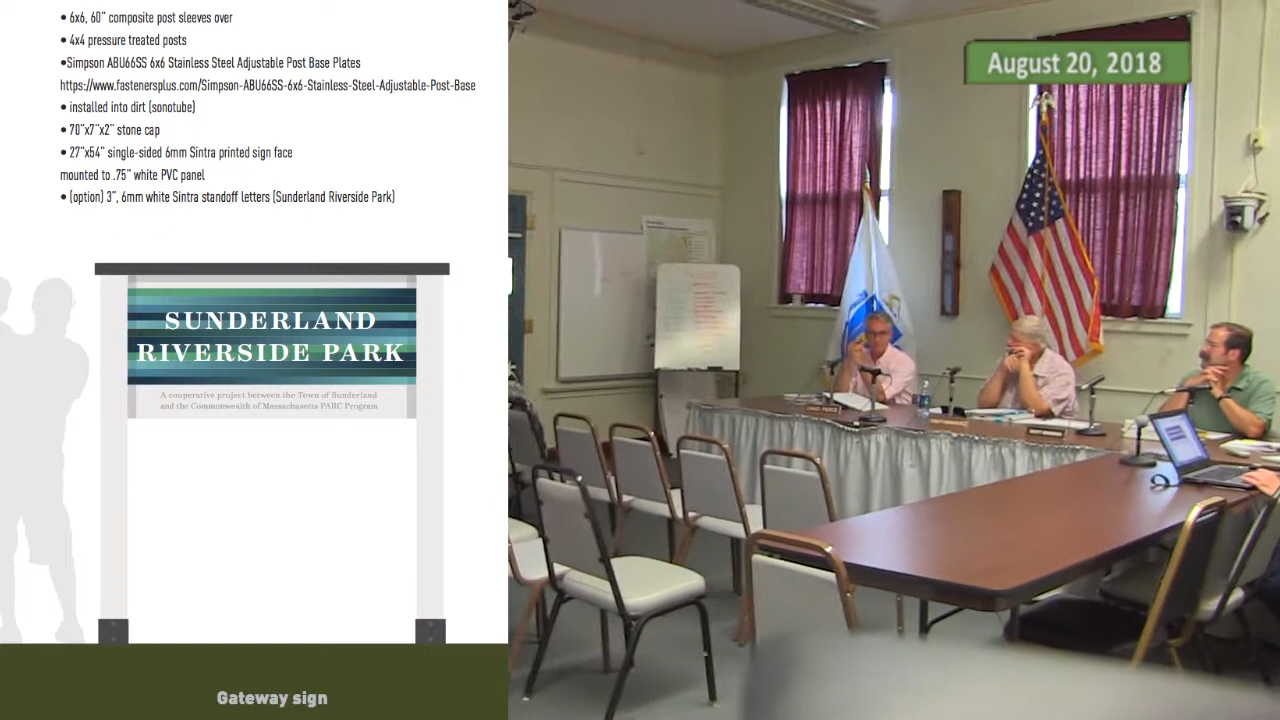 • 6x6, 60" composite post sleeves over
• 4x4 pressure treated posts
•Simpson ABU66SS 6x6 Stainless Steel Adjustable Post Base Plates
https://www.fastenersplus.com/Simpson-ABU66SS-6x6-Stainless-Steel-Adjustable-Post-Base
• installed into dirt (sonotube)
• 70"x7"x2" stone cap
• 27"x54" single-sided 6mm Sintra printed sign face
mounted to .75" white PVC panel
• (option) 3", 6mm white Sintra standoff letters (Sunderland Riverside Park)
SUNDERLAND
RIVERSIDE PARK
A cooperative project between the Town of Sunderland
and the Commonwealth of Massachusetts PARC Program
Gateway sign
August 20, 2018